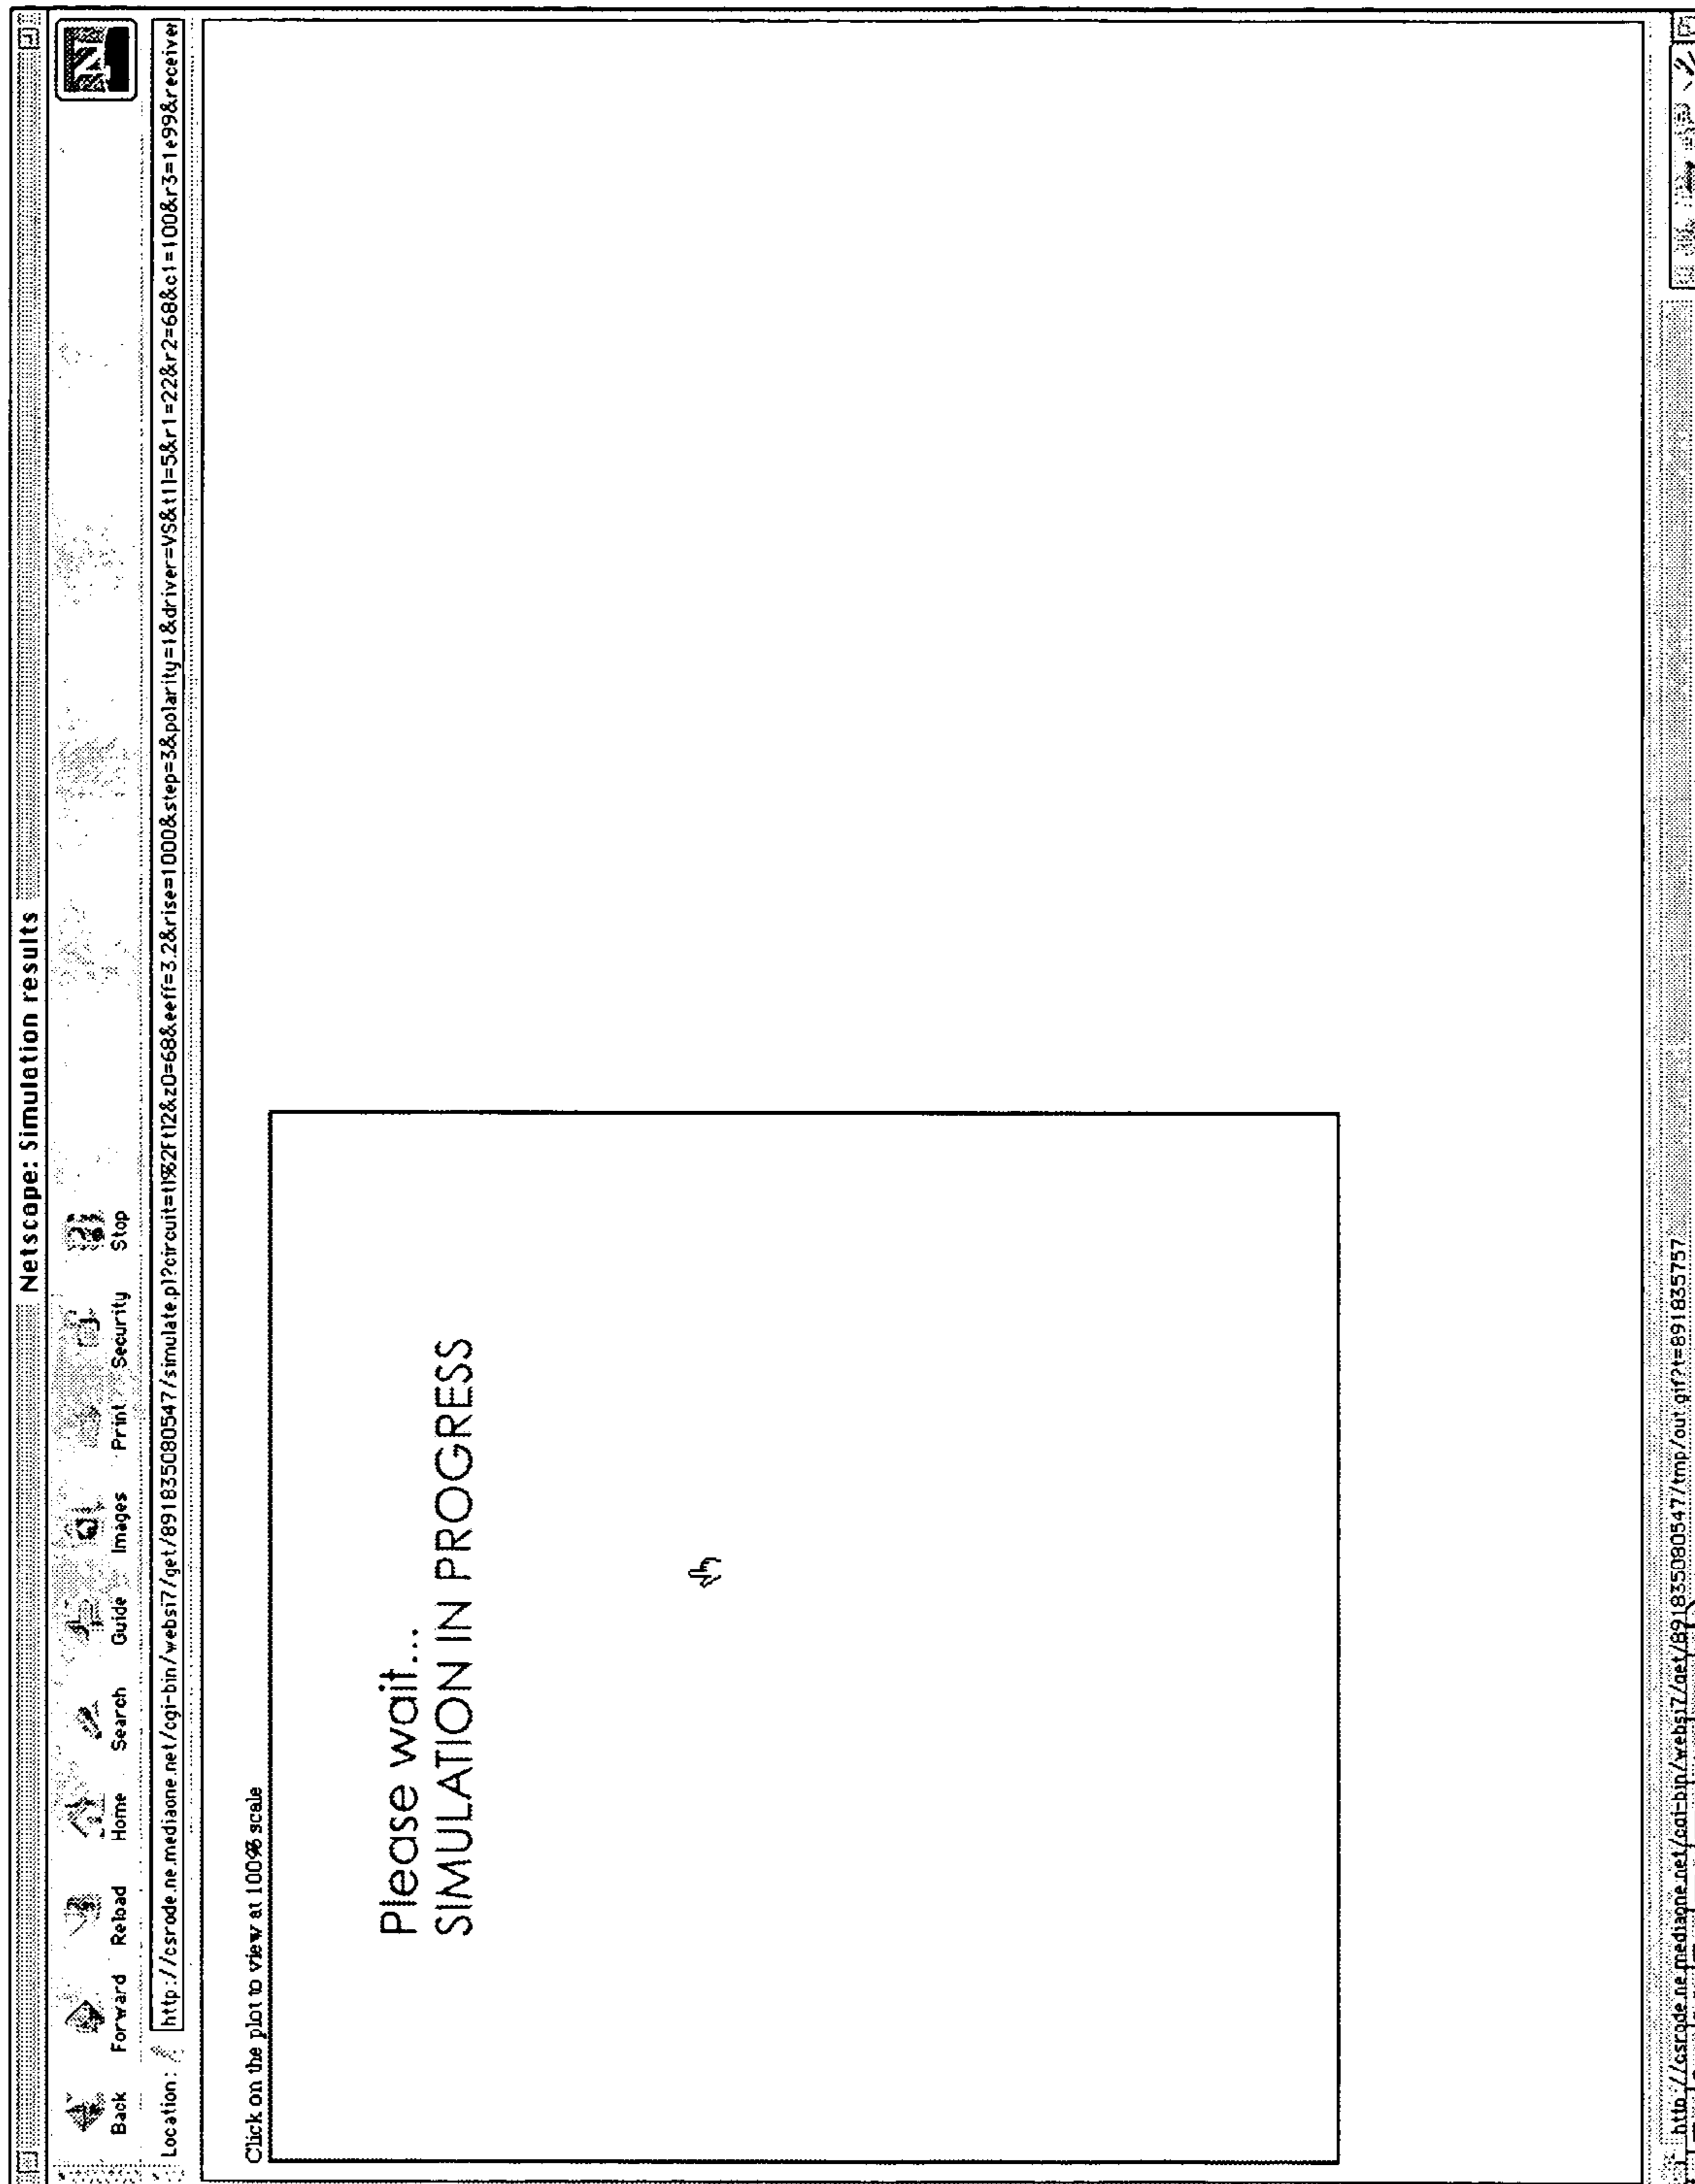 Netscape: Simulation results
N
Back Forward Reload Home Search Guide Images Print Security Stop
Location: http://csrode.ne.mediaone.net/cgi-bin/websi7/get/891835080547/simulate.pl?circuit=tl%2Ftl2&z0=68&eeff=3.2&rise=1000&step=3&polarity=1&driver=VS&tl1=5&r1=22&r2=68&c1=100&r3=1e99&receiver
Click on the plot to view at 100% scale
Please wait...
SIMULATION IN PROGRESS
http://csrode.ne.mediaone.net/cgi-bin/websi7/get/891835080547/tmp/out.gif?t=891835757